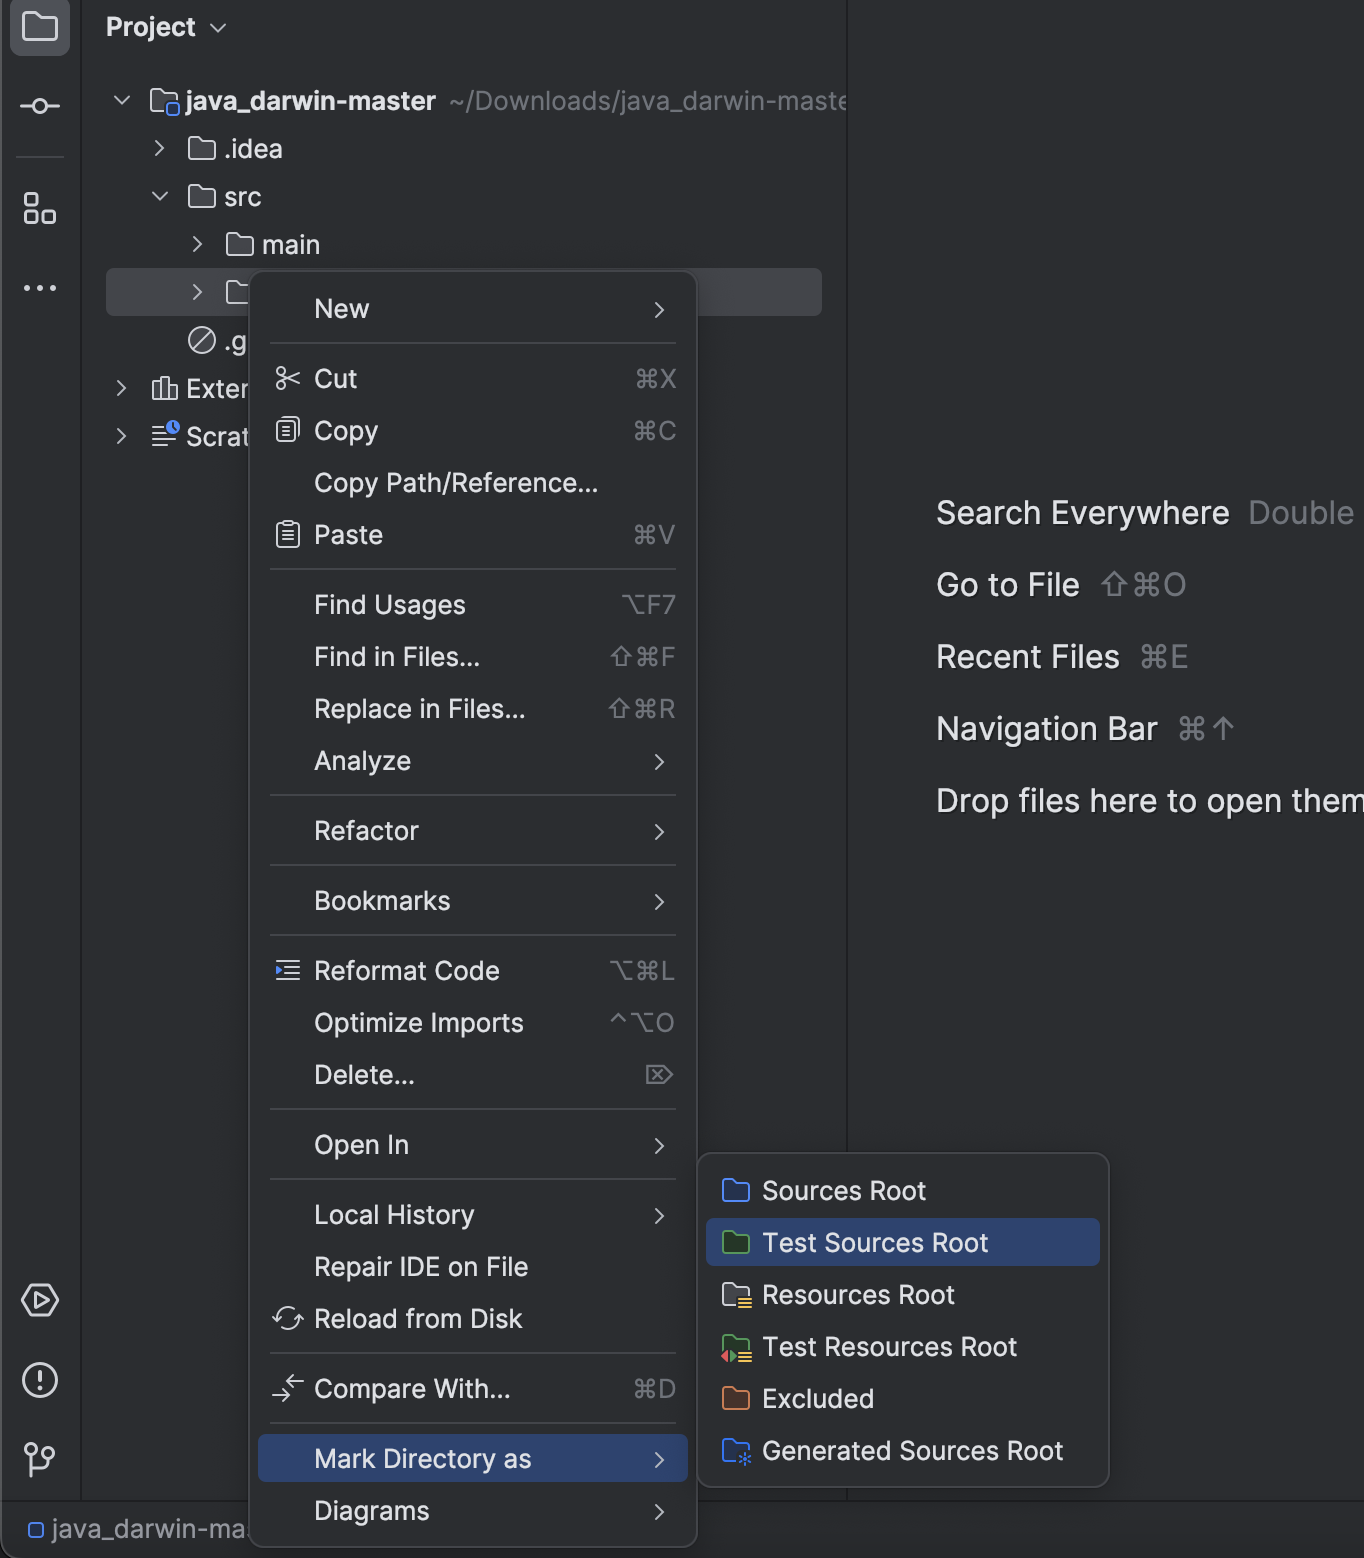 Project
java_darwin-master ~/Downloads/java_darwin-maste
.idea
src
main
.g
Exter
Scrat
New
Cut ⌘X
Copy ⌘C
Copy Path/Reference...
Paste ⌘V
Find Usages ⌥F7
Find in Files... ⇧⌘F
Replace in Files... ⇧⌘R
Analyze
Refactor
Bookmarks
Reformat Code ⌥⌘L
Optimize Imports ^⌥O
Delete... ⌦
Open In
Local History
Repair IDE on File
Reload from Disk
Compare With... ⌘D
Mark Directory as
Diagrams
Sources Root
Test Sources Root
Resources Root
Test Resources Root
Excluded
Generated Sources Root
Search Everywhere Double
Go to File ⇧⌘O
Recent Files ⌘E
Navigation Bar ⌘↑
Drop files here to open them
java_darwin-mas